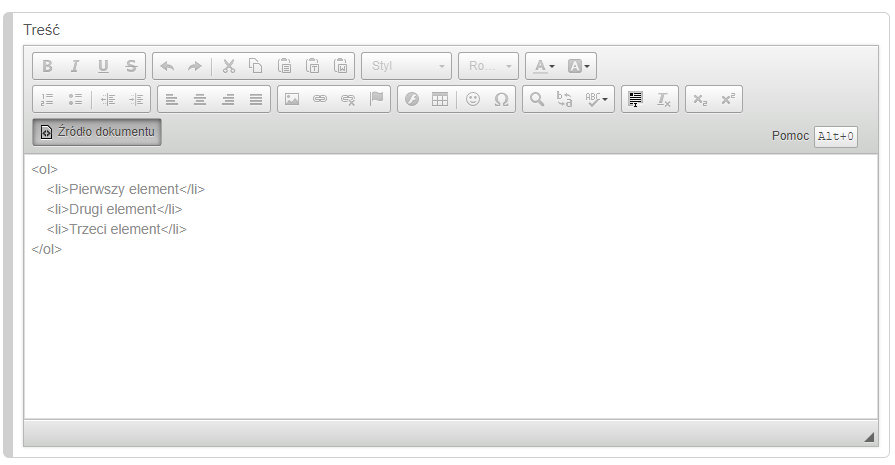 Treść
B I U S Styl Ro... A A
ABC
Źródło dokumentu Pomoc Alt+0
<ol>
<li>Pierwszy element</li>
<li>Drugi element</li>
<li>Trzeci element</li>
</ol>